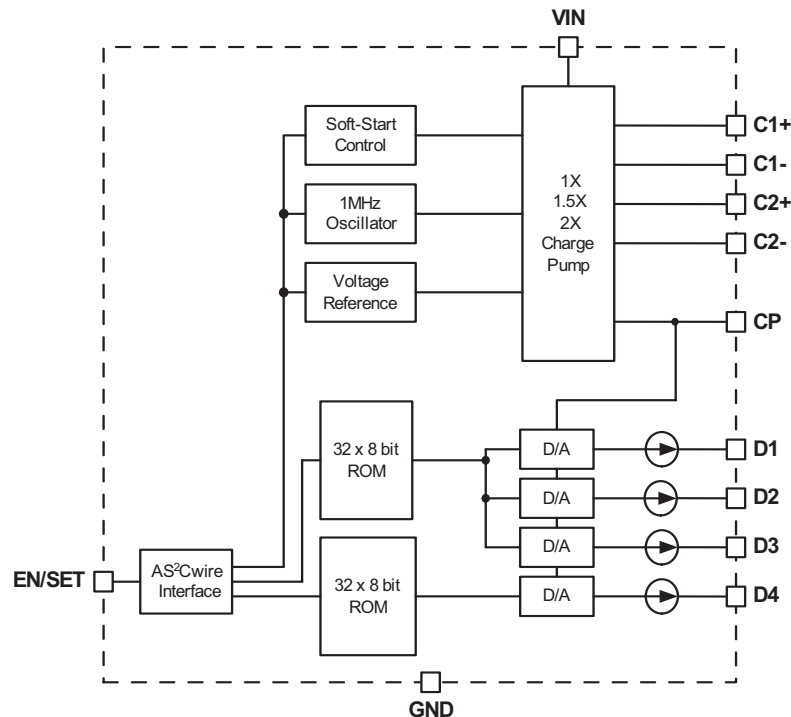 VIN
Soft-Start
Control
1MHz
Oscillator
Voltage
Reference
1X
1.5X
2X
Charge
Pump
C1+
C1-
C2+
C2-
CP
32 x 8 bit
ROM
D/A
D1
D/A
D2
D/A
D3
EN/SET
AS²Cwire
Interface
32 x 8 bit
ROM
D/A
D4
GND